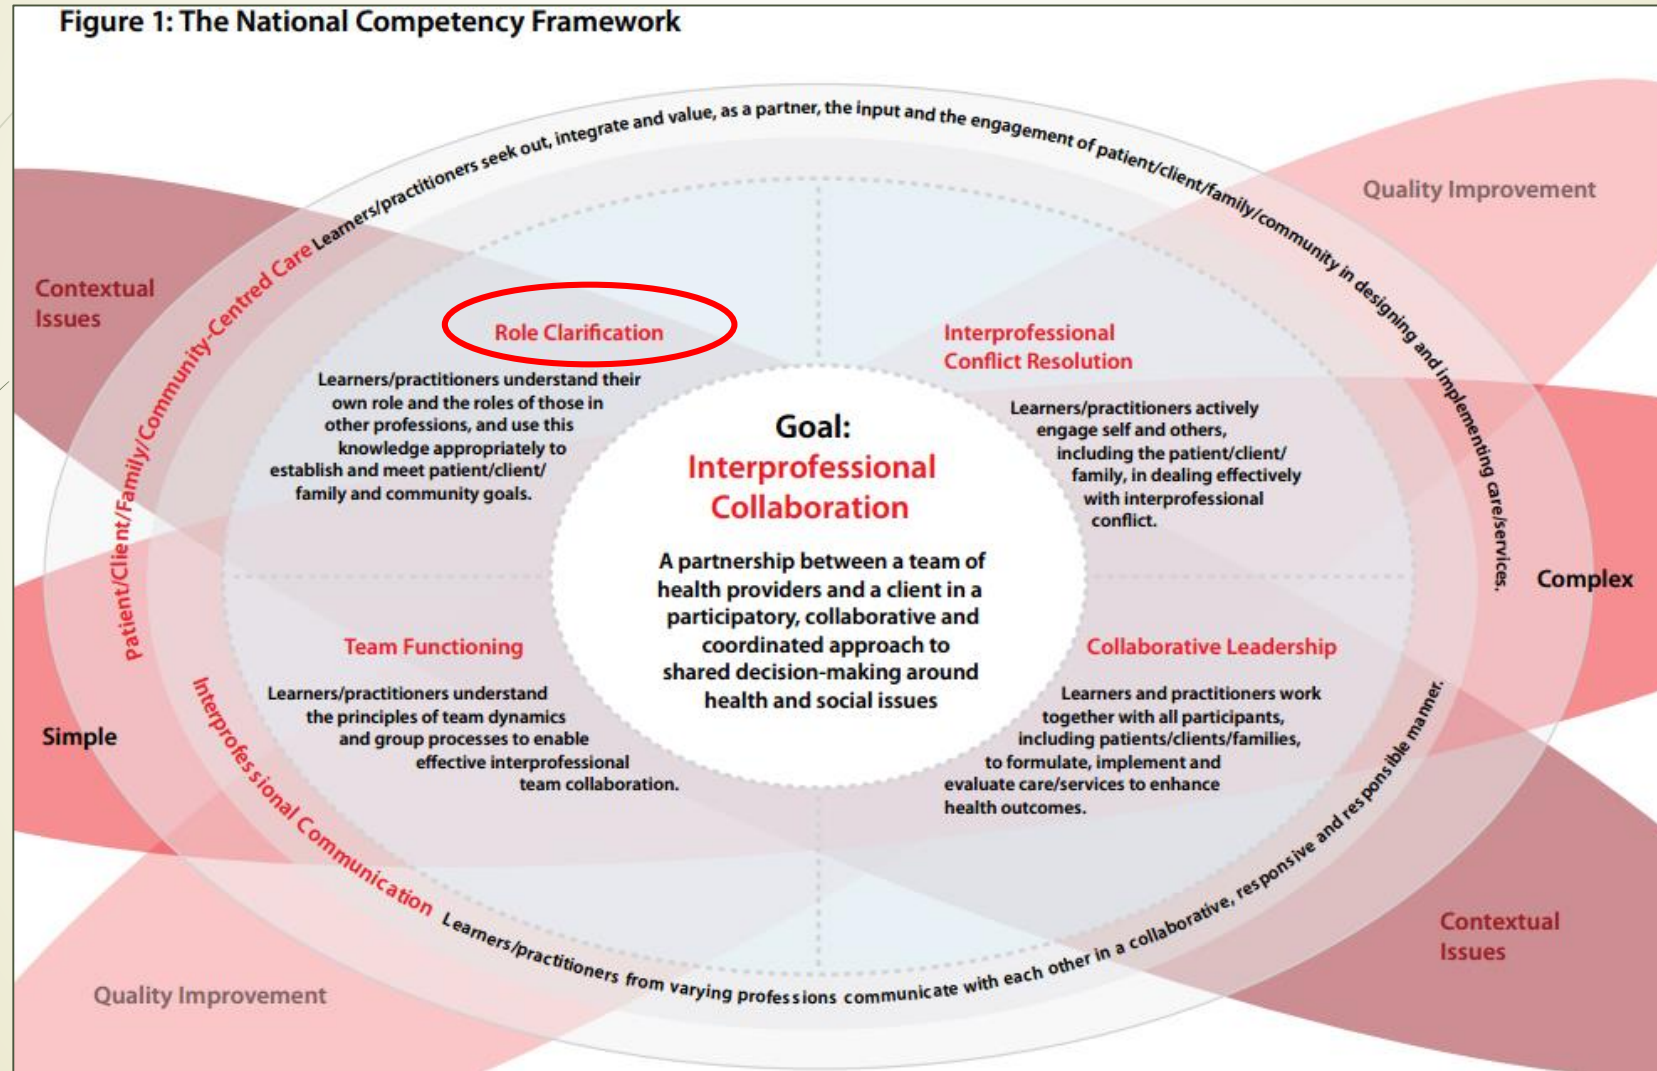 Figure 1: The National Competency Framework
Patient/Client/Family/Community-Centred Care Learners/practitioners seek out, integrate and value, as a partner, the input and the engagement of patient/client/family/community in designing and implementing care/services.
Quality Improvement
Contextual
Issues
Role Clarification
Learners/practitioners understand their
own role and the roles of those in
other professions, and use this
knowledge appropriately to
establish and meet patient/client/
family and community goals.
Interprofessional
Conflict Resolution
Learners/practitioners actively
engage self and others,
including the patient/client/
family, in dealing effectively
with interprofessional
conflict.
Goal:
Interprofessional
Collaboration
A partnership between a team of
health providers and a client in a
participatory, collaborative and
coordinated approach to
shared decision-making around
health and social issues
Complex
Simple
Team Functioning
Learners/practitioners understand
the principles of team dynamics
and group processes to enable
effective interprofessional
team collaboration.
Collaborative Leadership
Learners and practitioners work
together with all participants,
including patients/clients/families,
to formulate, implement and
evaluate care/services to enhance
health outcomes.
Interprofessional Communication Learners/practitioners from varying professions communicate with each other in a collaborative, responsive and responsible manner.
Contextual
Issues
Quality Improvement